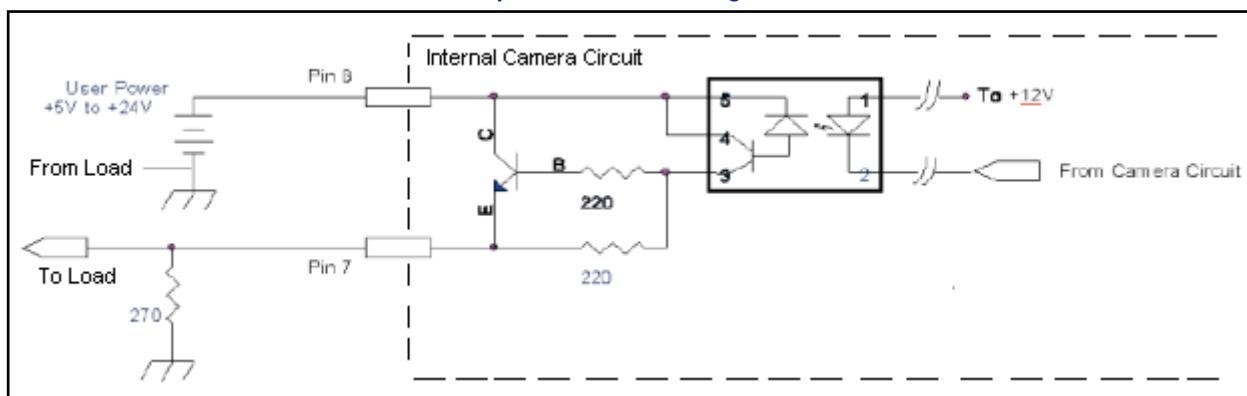 Internal Camera Circuit
User Power
+5V to +24V
From Load
Pin 8
C
B
E
220
220
5
4
3
1
2
To +12V
From Camera Circuit
To Load
Pin 7
270